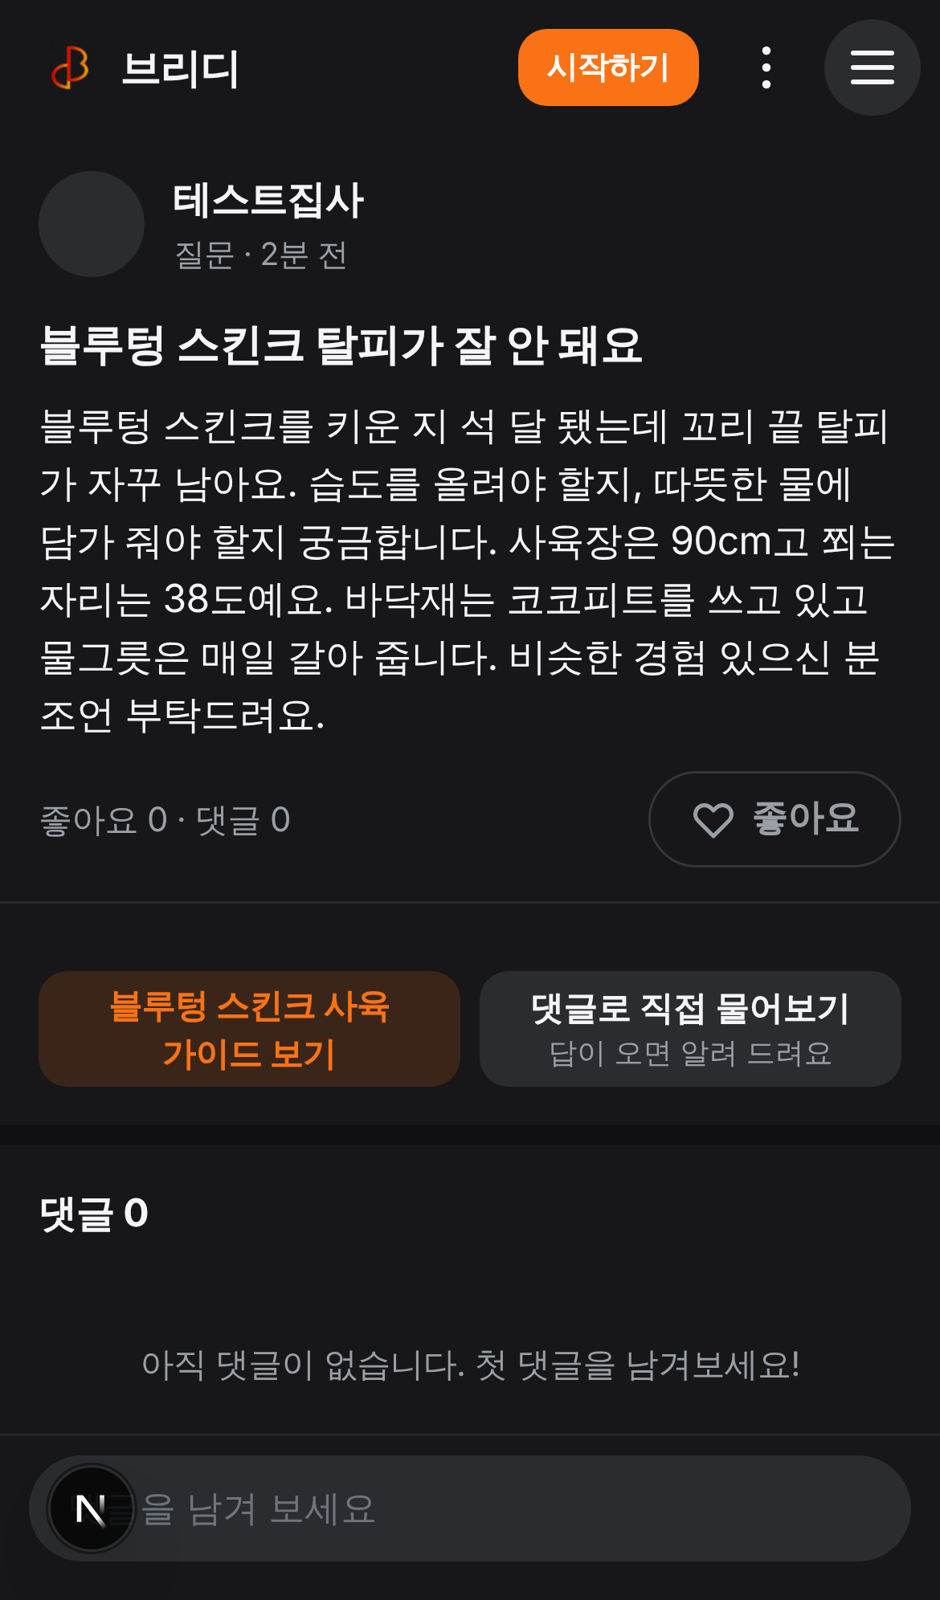 브리디
시작하기
테스트집사
질문 · 2분 전
블루텅 스킨크 탈피가 잘 안 돼요
블루텅 스킨크를 키운 지 석 달 됐는데 꼬리 끝 탈피
가 자꾸 남아요. 습도를 올려야 할지, 따뜻한 물에
담가 줘야 할지 궁금합니다. 사육장은 90cm고 쬐는
자리는 38도예요. 바닥재는 코코피트를 쓰고 있고
물그릇은 매일 갈아 줍니다. 비슷한 경험 있으신 분
조언 부탁드려요.
좋아요 0 · 댓글 0
좋아요
블루텅 스킨크 사육
가이드 보기
댓글로 직접 물어보기
답이 오면 알려 드려요
댓글 0
아직 댓글이 없습니다. 첫 댓글을 남겨보세요!
N
을 남겨 보세요